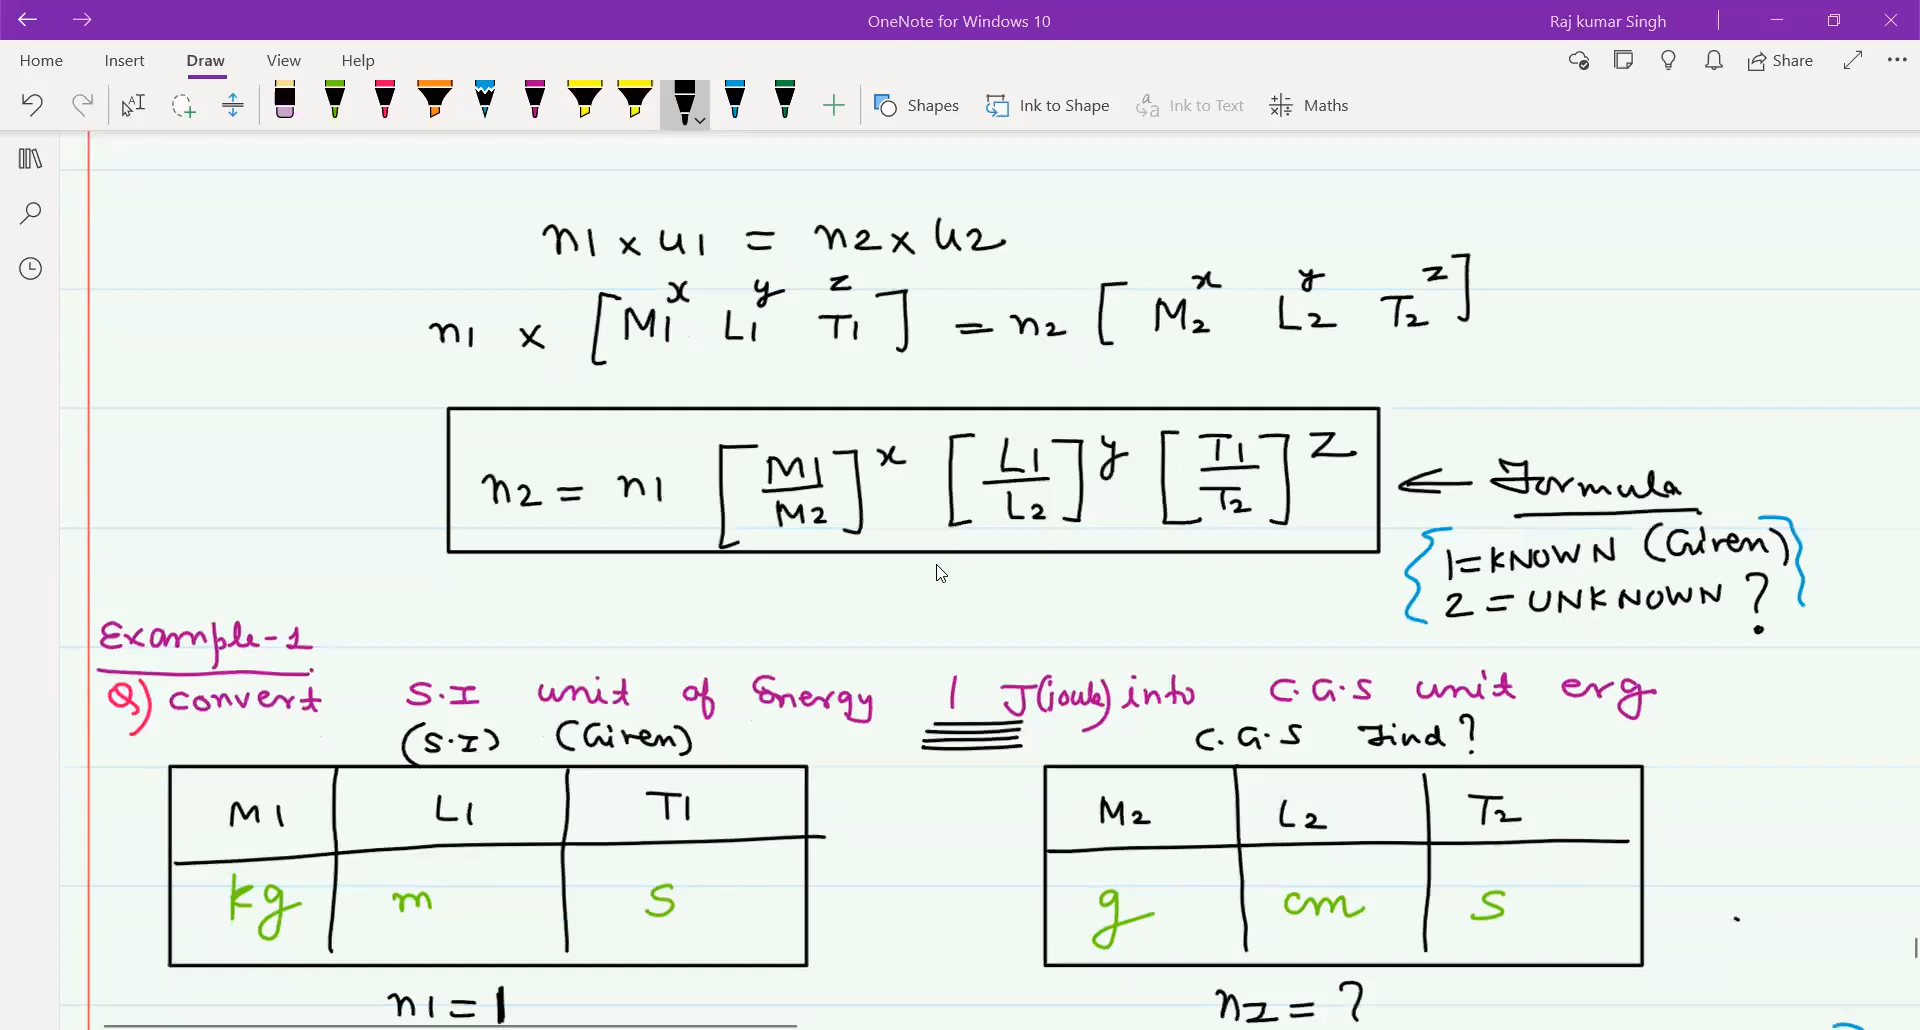 OneNote for Windows 10
Raj kumar Singh
Home Insert Draw View Help Share
Shapes Ink to Shape Ink to Text Maths
n1 x u1 = n2 x u2
n1 x [M1^x L1^y T1^z] = n2 [M2^x L2^y T2^z]
n2 = n1 [M1/M2]^x [L1/L2]^y [T1/T2]^z ← Formula
{1=KNOWN (Given)
2=UNKNOWN ?}
Example-1
Q) convert S.I unit of Energy 1 J(joule) into C.G.S unit erg
(S.I) (Given) C.G.S Find?
M1 L1 T1 M2 L2 T2
kg m s g cm s
n1=1 n2=?